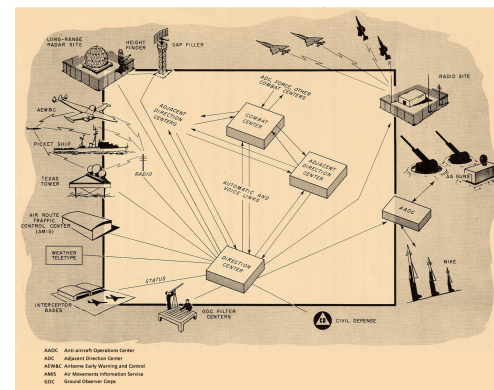 LONG-RANGE
RADAR SITE
HEIGHT
FINDER
GAP FILLER
ADC, FORCE, OTHER
COMBAT CENTERS
RADIO SITE
AEW&C
ADJACENT
DIRECTION
CENTERS
COMBAT
CENTER
PICKET SHIP
ADJACENT
DIRECTION
CENTER
AA GUNS
RADIO
TEXAS
TOWER
AUTOMATIC AND
VOICE LINKS
AIR ROUTE
TRAFFIC
CONTROL CENTER
(AMIS)
AADC
WEATHER
TELETYPE
DIRECTION
CENTER
STATUS
NIKE
INTERCEPTOR
BASES
GOC FILTER
CENTERS
CD
CIVIL DEFENSE
AAOC Anti-aircraft Operations Center
ADC Adjacent Direction Center
AEW&C Airborne Early Warning and Control
AMIS Air Movements Information Service
GOC Ground Observer Corps